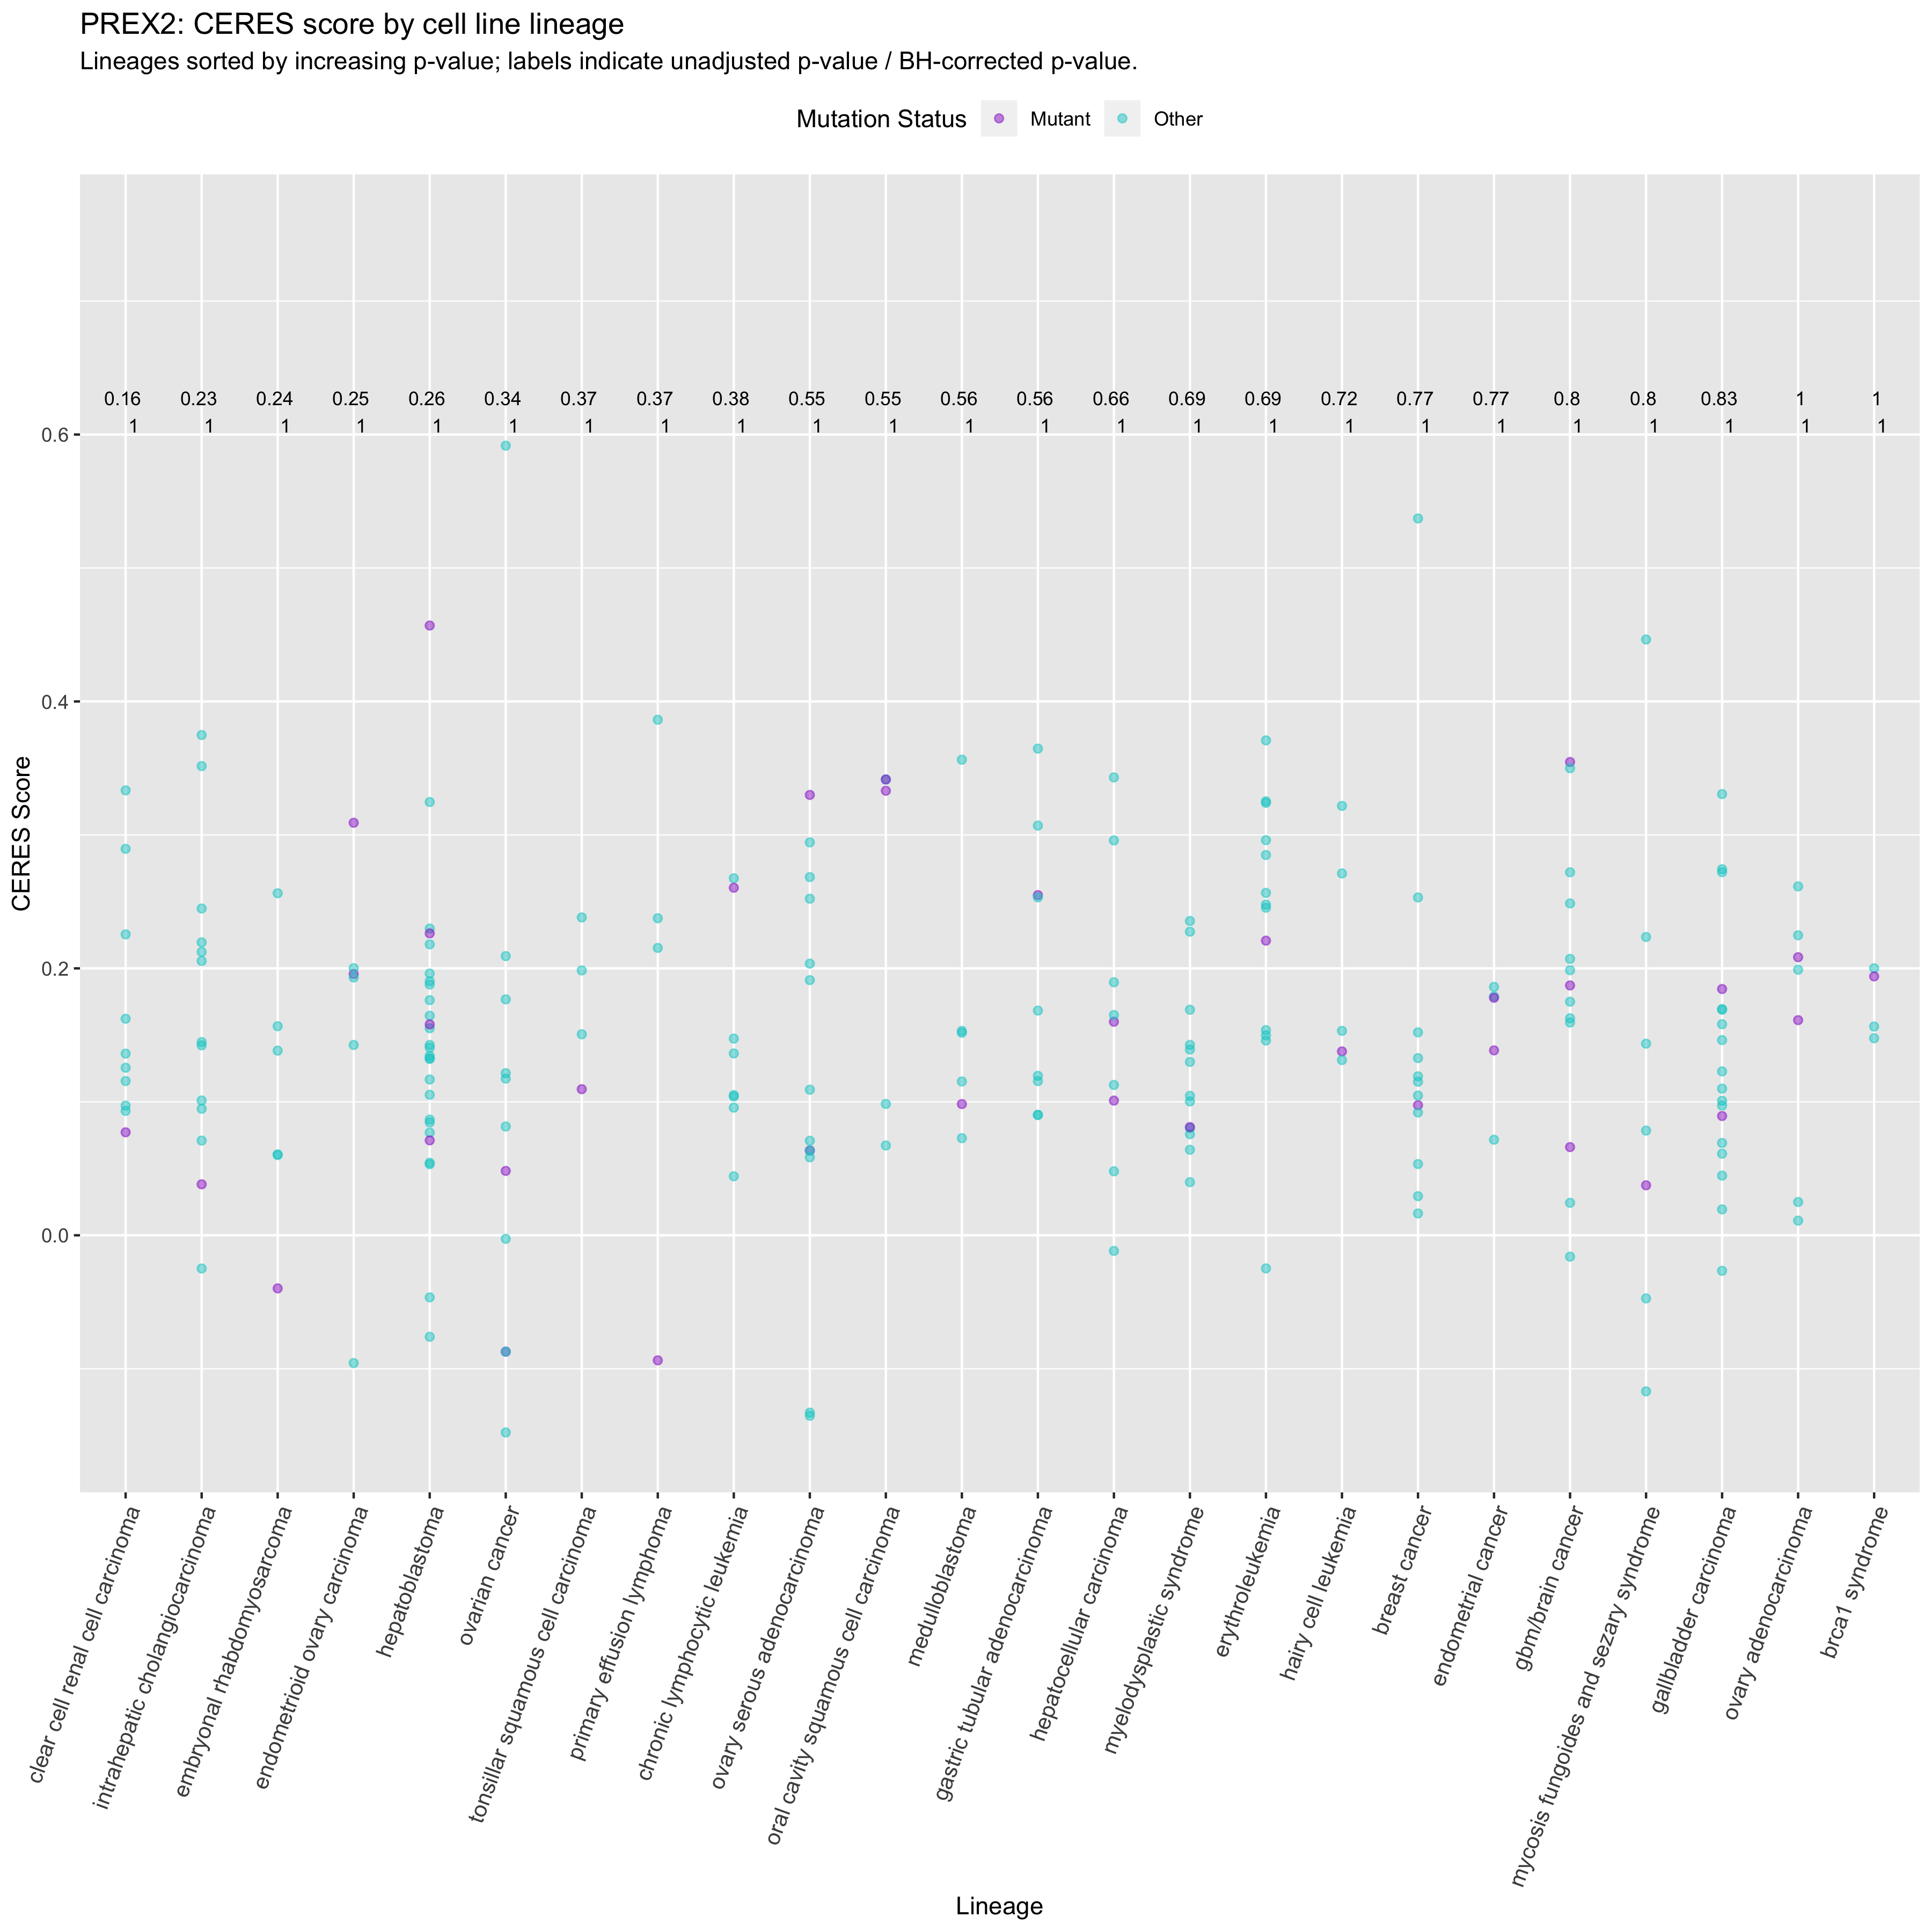 PREX2: CERES score by cell line lineage
Lineages sorted by increasing p-value; labels indicate unadjusted p-value / BH-corrected p-value.
Mutation Status Mutant Other
0.16 0.23 0.24 0.25 0.26 0.34 0.37 0.37 0.38 0.55 0.55 0.56 0.56 0.66 0.69 0.69 0.72 0.77 0.77 0.8 0.8 0.83 1 1
1 1 1 1 1 1 1 1 1 1 1 1 1 1 1 1 1 1 1 1 1 1 1 1
0.6
0.4
0.2
0.0
CERES Score
clear cell renal cell carcinoma
intrahepatic cholangiocarcinoma
embryonal rhabdomyosarcoma
endometrioid ovary carcinoma
hepatoblastoma
ovarian cancer
tonsillar squamous cell carcinoma
primary effusion lymphoma
chronic lymphocytic leukemia
ovary serous adenocarcinoma
oral cavity squamous cell carcinoma
medulloblastoma
gastric tubular adenocarcinoma
hepatocellular carcinoma
myelodysplastic syndrome
erythroleukemia
hairy cell leukemia
breast cancer
endometrial cancer
gbm/brain cancer
mycosis fungoides and sezary syndrome
gallbladder carcinoma
ovary adenocarcinoma
brca1 syndrome
Lineage